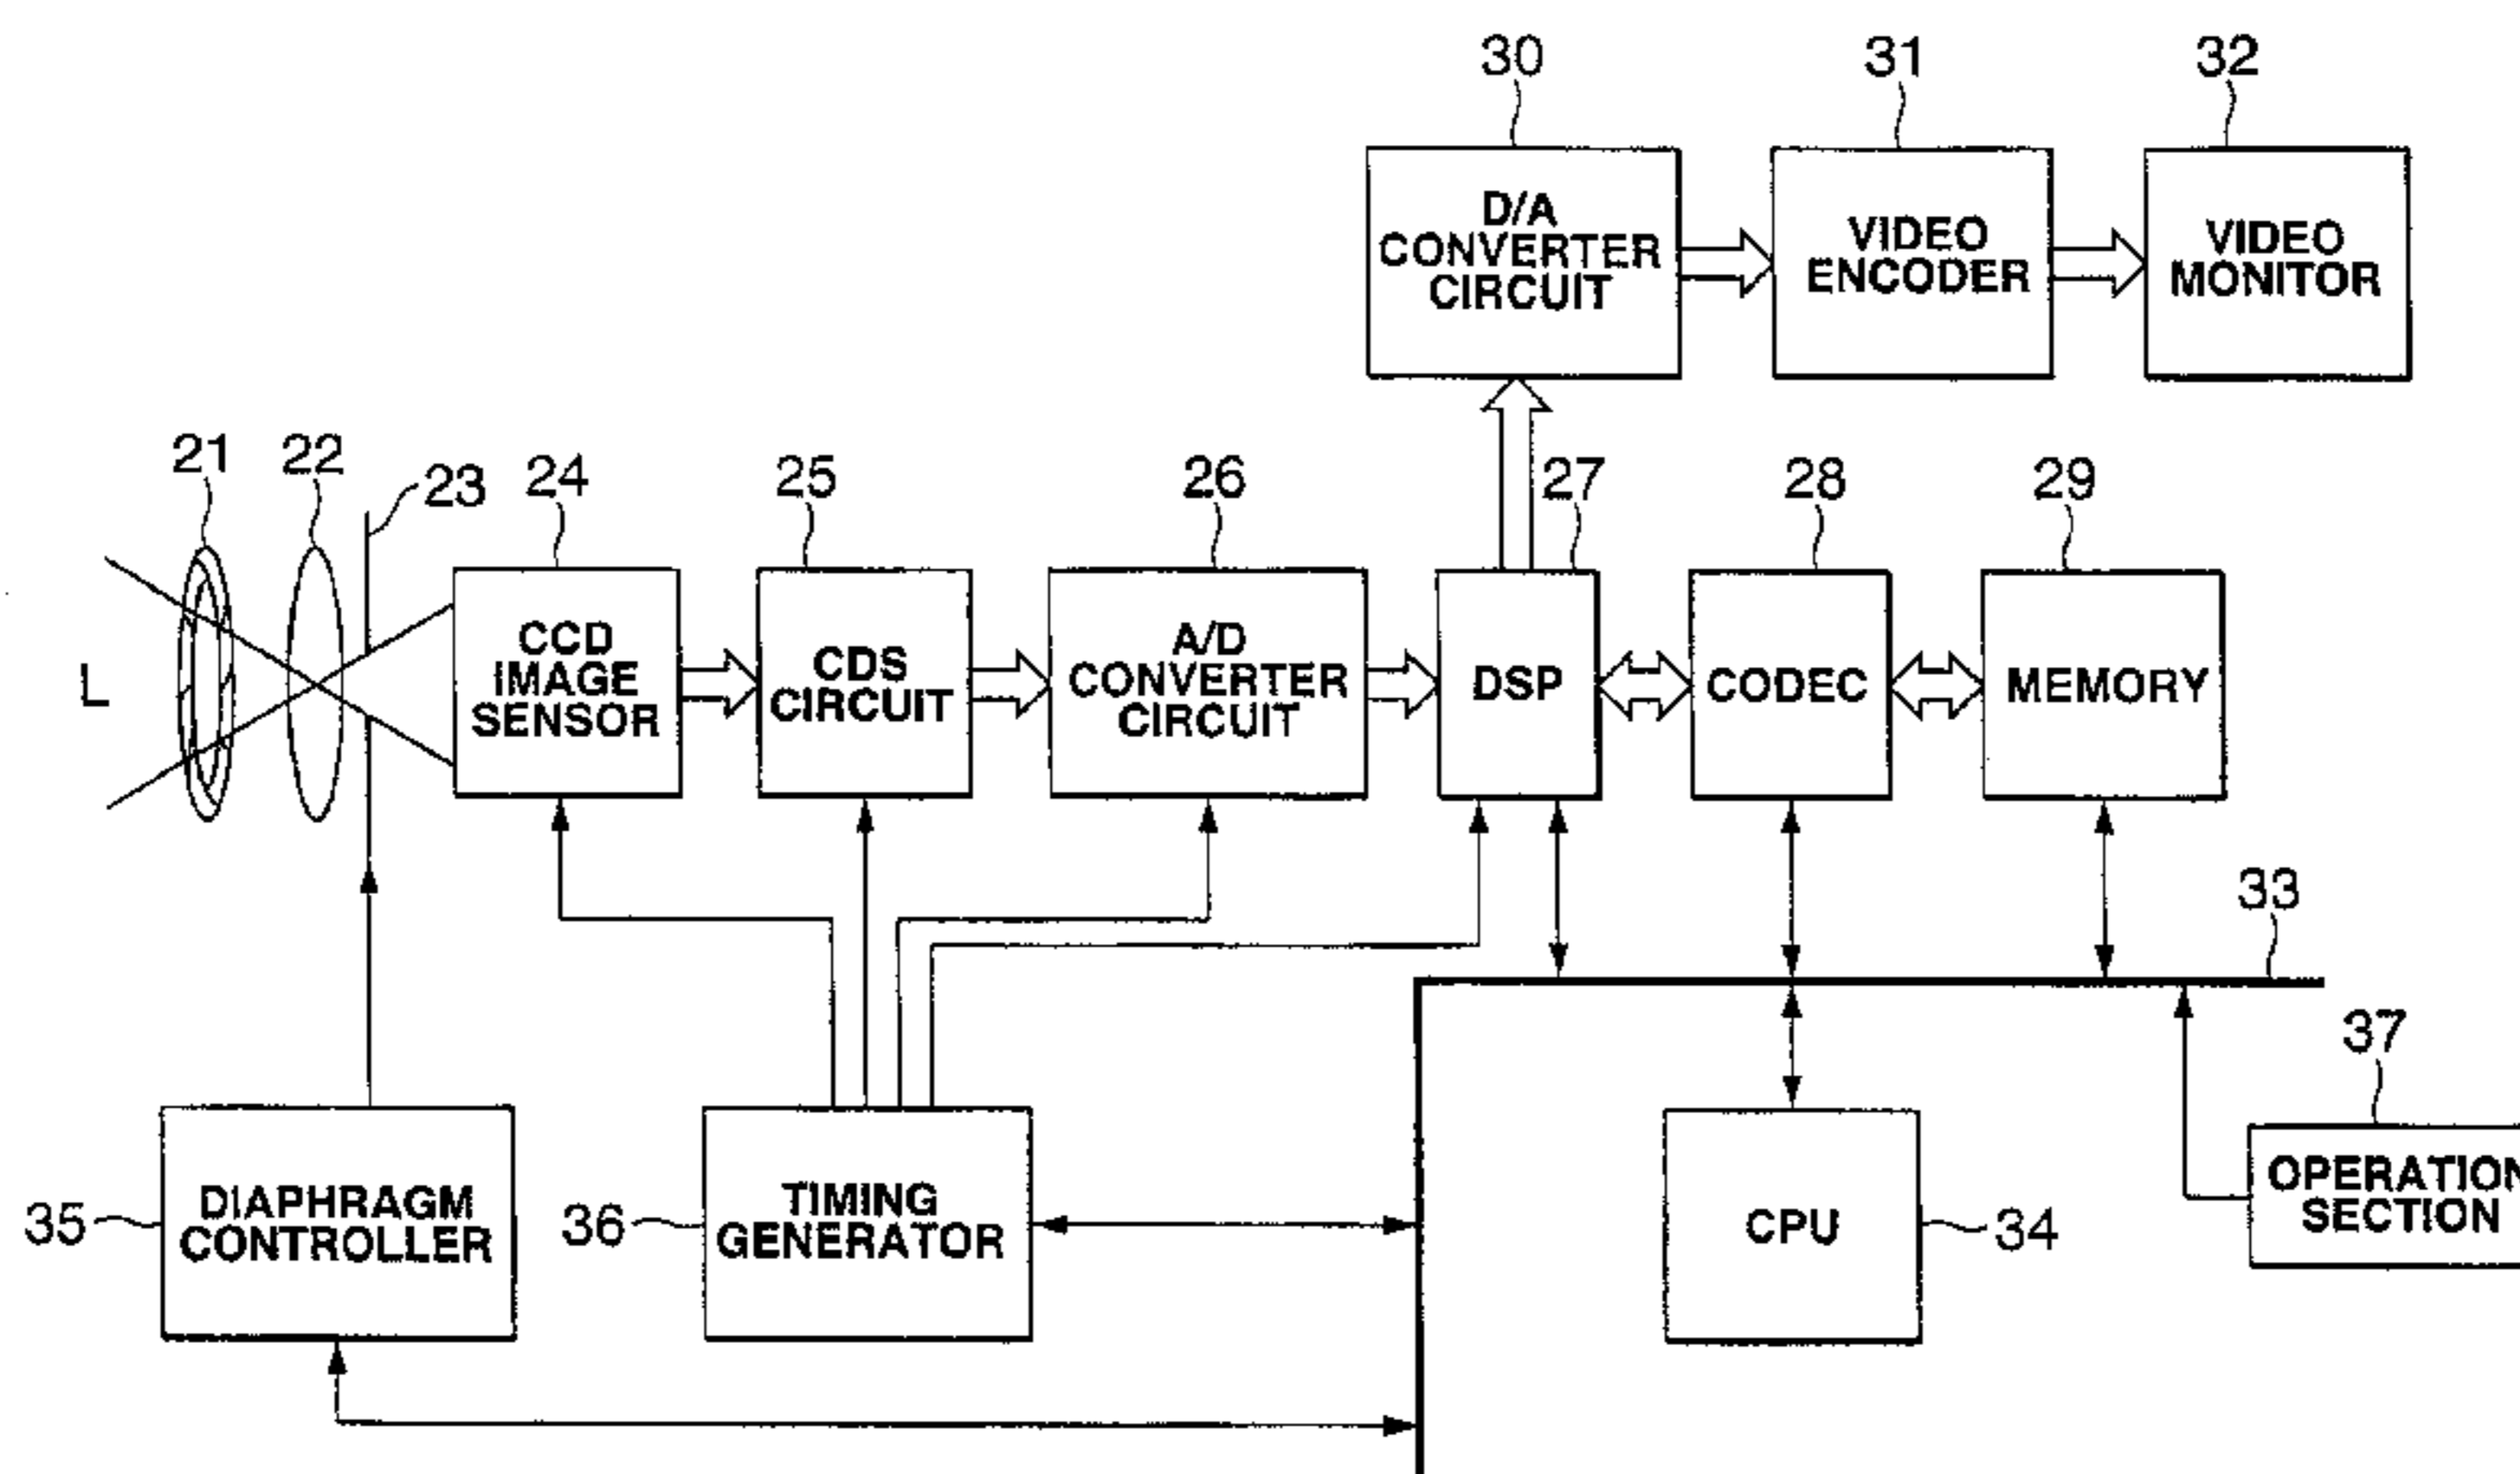 30
31
32
D/A
CONVERTER
CIRCUIT
VIDEO
ENCODER
VIDEO
MONITOR
21
22
23
24
25
26
27
28
29
L
CCD
IMAGE
SENSOR
CDS
CIRCUIT
A/D
CONVERTER
CIRCUIT
DSP
CODEC
MEMORY
33
37
35
DIAPHRAGM
CONTROLLER
36
TIMING
GENERATOR
CPU
34
OPERATION
SECTION